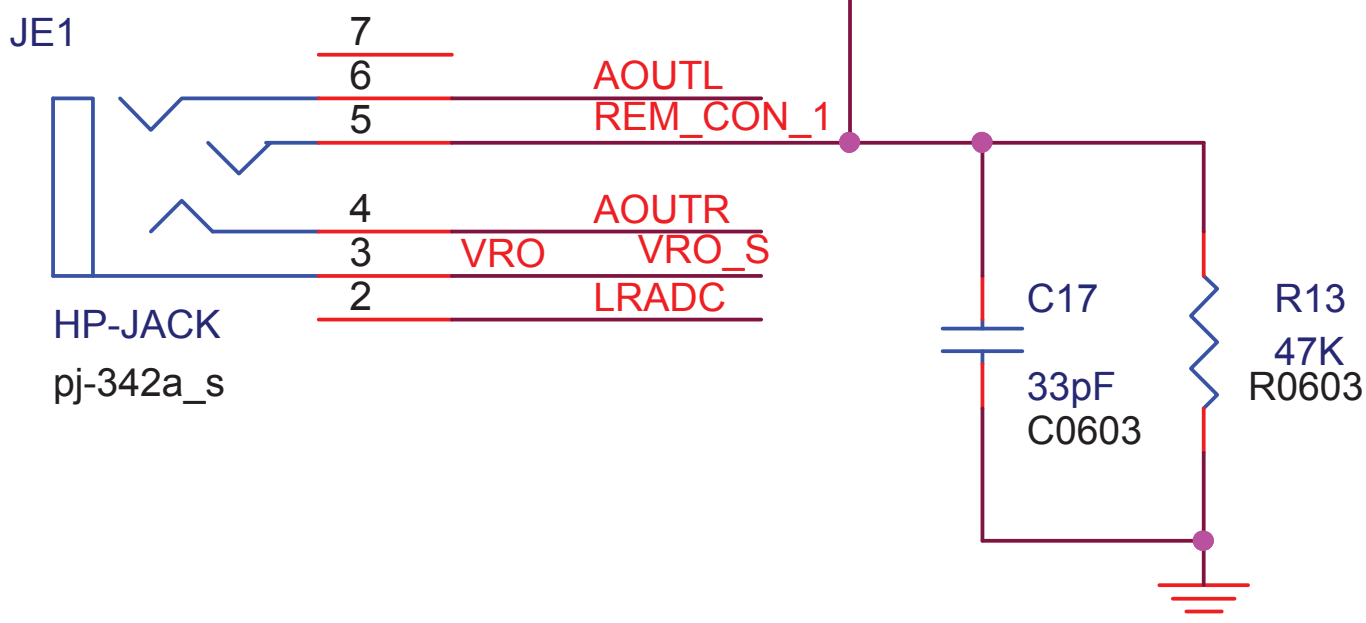 JE1
7
6 AOUTL
5 REM_CON_1
4 AOUTR
3 VRO VRO_S
2 LRADC
HP-JACK
pj-342a_s
C17
33pF
C0603
R13
47K
R0603